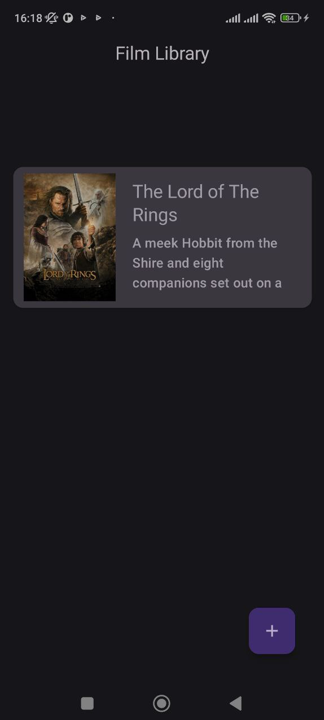 16:18
34
Film Library
The Lord of The
Rings
A meek Hobbit from the
Shire and eight
companions set out on a
LORD OF THE RINGS